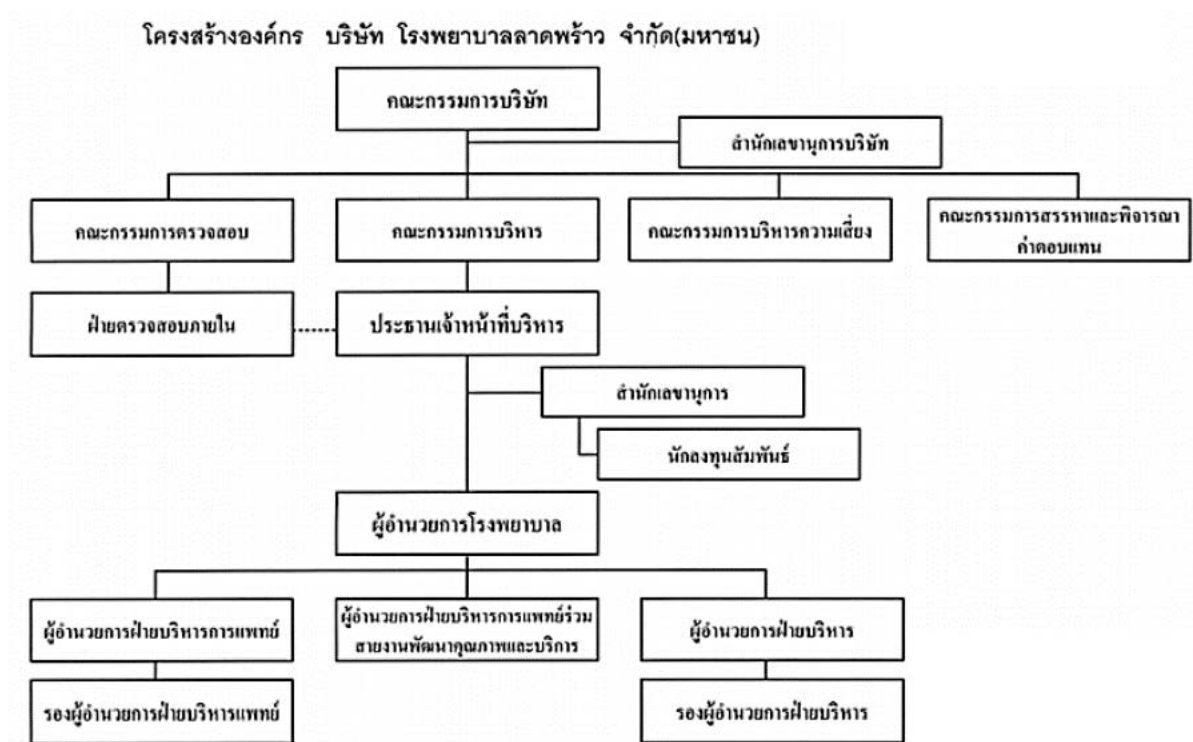 โครงสร้างองค์กร บริษัท โรงพยาบาลลาดพร้าว จำกัด(มหาชน)
คณะกรรมการบริษัท
สำนักเลขานุการบริษัท
คณะกรรมการตรวจสอบ
คณะกรรมการบริหาร
คณะกรรมการบริหารความเสี่ยง
คณะกรรมการสรรหาและพิจารณา
ค่าตอบแทน
ฝ่ายตรวจสอบภายใน
ประธานเจ้าหน้าที่บริหาร
สำนักเลขานุการ
นักลงทุนสัมพันธ์
ผู้อำนวยการโรงพยาบาล
ผู้อำนวยการฝ่ายบริหารการแพทย์
ผู้อำนวยการฝ่ายบริหารการแพทย์ร่วม
สายงานพัฒนาคุณภาพและบริการ
ผู้อำนวยการฝ่ายบริหาร
รองผู้อำนวยการฝ่ายบริหารแพทย์
รองผู้อำนวยการฝ่ายบริหาร